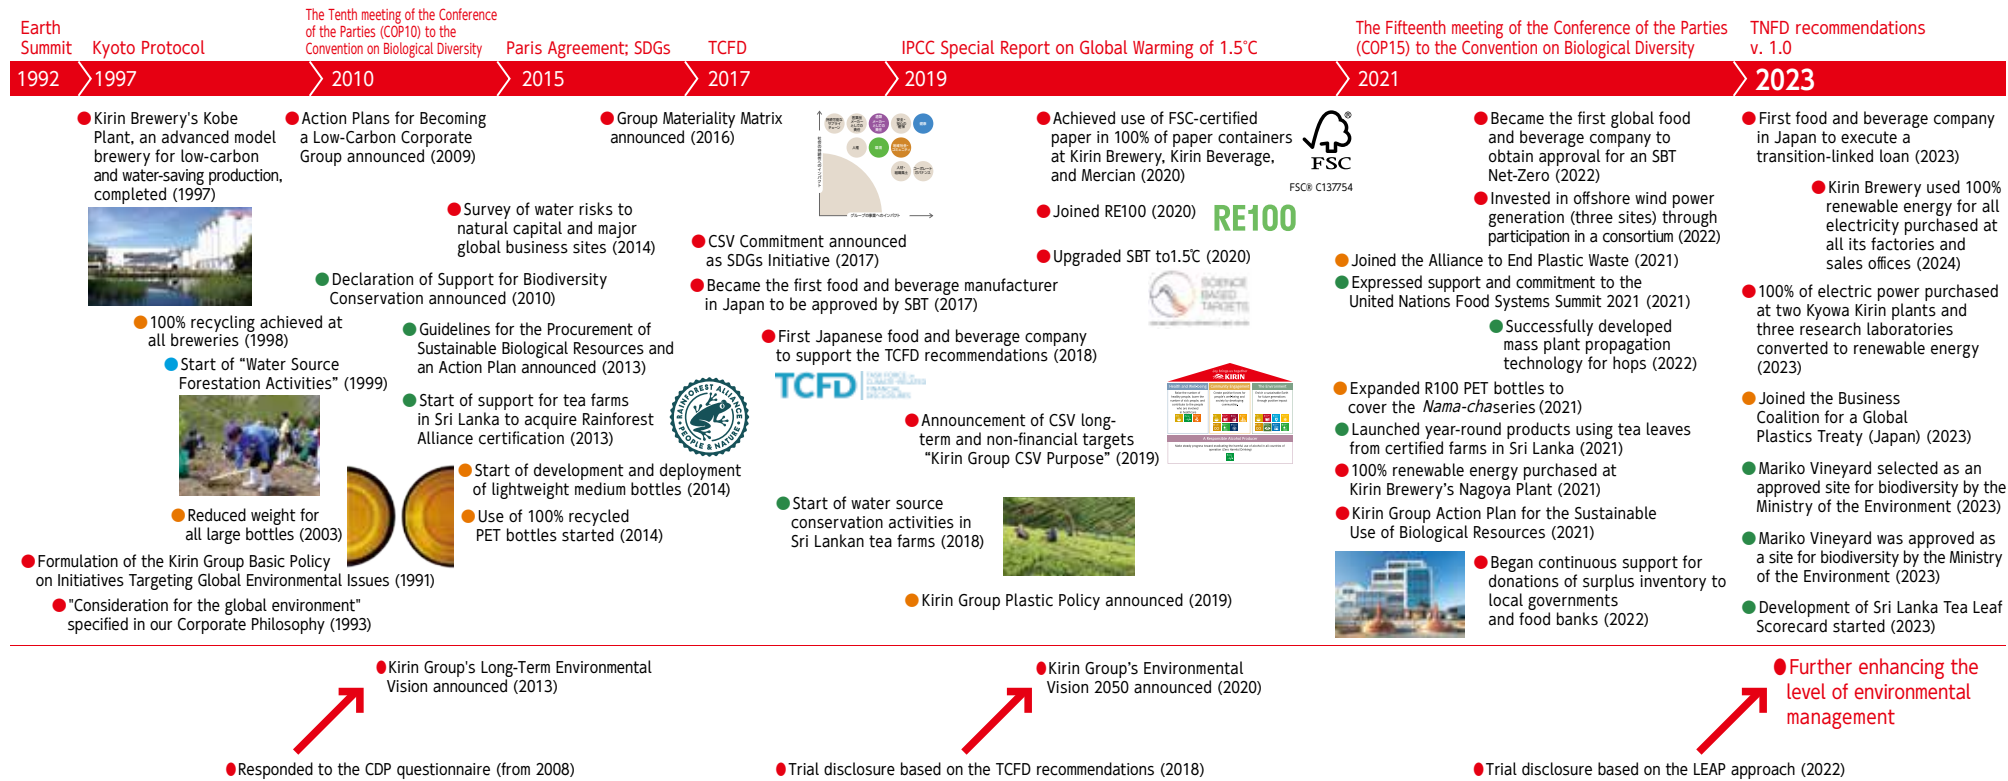 Earth
Summit
Kyoto Protocol
The Tenth meeting of the Conference
of the Parties (COP10) to the
Convention on Biological Diversity
Paris Agreement; SDGs
TCFD
IPCC Special Report on Global Warming of 1.5°C
The Fifteenth meeting of the Conference of the Parties
(COP15) to the Convention on Biological Diversity
TNFD recommendations
v. 1.0
1992
1997
2010
2015
2017
2019
2021
2023
Kirin Brewery's Kobe
Plant, an advanced model
brewery for low-carbon
and water-saving production,
completed (1997)
100% recycling achieved at
all breweries (1998)
Start of “Water Source
Forestation Activities” (1999)
Reduced weight for
all large bottles (2003)
Formulation of the Kirin Group Basic Policy
on Initiatives Targeting Global Environmental Issues (1991)
"Consideration for the global environment"
specified in our Corporate Philosophy (1993)
Action Plans for Becoming
a Low-Carbon Corporate
Group announced (2009)
Survey of water risks to
natural capital and major
global business sites (2014)
Declaration of Support for Biodiversity
Conservation announced (2010)
Guidelines for the Procurement of
Sustainable Biological Resources and
an Action Plan announced (2013)
Start of support for tea farms
in Sri Lanka to acquire Rainforest
Alliance certification (2013)
RAINFOREST ALLIANCE
PEOPLE & NATURE
Start of development and deployment
of lightweight medium bottles (2014)
Use of 100% recycled
PET bottles started (2014)
Group Materiality Matrix
announced (2016)
グループの事業へのインパクト
CSV Commitment announced
as SDGs Initiative (2017)
Became the first food and beverage manufacturer
in Japan to be approved by SBT (2017)
First Japanese food and beverage company
to support the TCFD recommendations (2018)
TCFD
TASK FORCE ON
CLIMATE-RELATED
FINANCIAL
DISCLOSURES
Announcement of CSV long-
term and non-financial targets
“Kirin Group CSV Purpose” (2019)
KIRIN
Start of water source
conservation activities in
Sri Lankan tea farms (2018)
Kirin Group Plastic Policy announced (2019)
Achieved use of FSC-certified
paper in 100% of paper containers
at Kirin Brewery, Kirin Beverage,
and Mercian (2020)
®
FSC
FSC® C137754
Joined RE100 (2020)
RE100
Upgraded SBT to1.5℃ (2020)
SCIENCE
BASED
TARGETS
Became the first global food
and beverage company to
obtain approval for an SBT
Net-Zero (2022)
Invested in offshore wind power
generation (three sites) through
participation in a consortium (2022)
Joined the Alliance to End Plastic Waste (2021)
Expressed support and commitment to the
United Nations Food Systems Summit 2021 (2021)
Successfully developed
mass plant propagation
technology for hops (2022)
Expanded R100 PET bottles to
cover the Nama-chaseries (2021)
Launched year-round products using tea leaves
from certified farms in Sri Lanka (2021)
100% renewable energy purchased at
Kirin Brewery’s Nagoya Plant (2021)
Kirin Group Action Plan for the Sustainable
Use of Biological Resources (2021)
Began continuous support for
donations of surplus inventory to
local governments
and food banks (2022)
First food and beverage company
in Japan to execute a
transition-linked loan (2023)
Kirin Brewery used 100%
renewable energy for all
electricity purchased at
all its factories and
sales offices (2024)
100% of electric power purchased
at two Kyowa Kirin plants and
three research laboratories
converted to renewable energy
(2023)
Joined the Business
Coalition for a Global
Plastics Treaty (Japan) (2023)
Mariko Vineyard selected as an
approved site for biodiversity by the
Ministry of the Environment (2023)
Mariko Vineyard was approved as
a site for biodiversity by the Ministry
of the Environment (2023)
Development of Sri Lanka Tea Leaf
Scorecard started (2023)
Kirin Group's Long-Term Environmental
Vision announced (2013)
Kirin Group’s Environmental
Vision 2050 announced (2020)
Further enhancing the
level of environmental
management
Responded to the CDP questionnaire (from 2008)
Trial disclosure based on the TCFD recommendations (2018)
Trial disclosure based on the LEAP approach (2022)